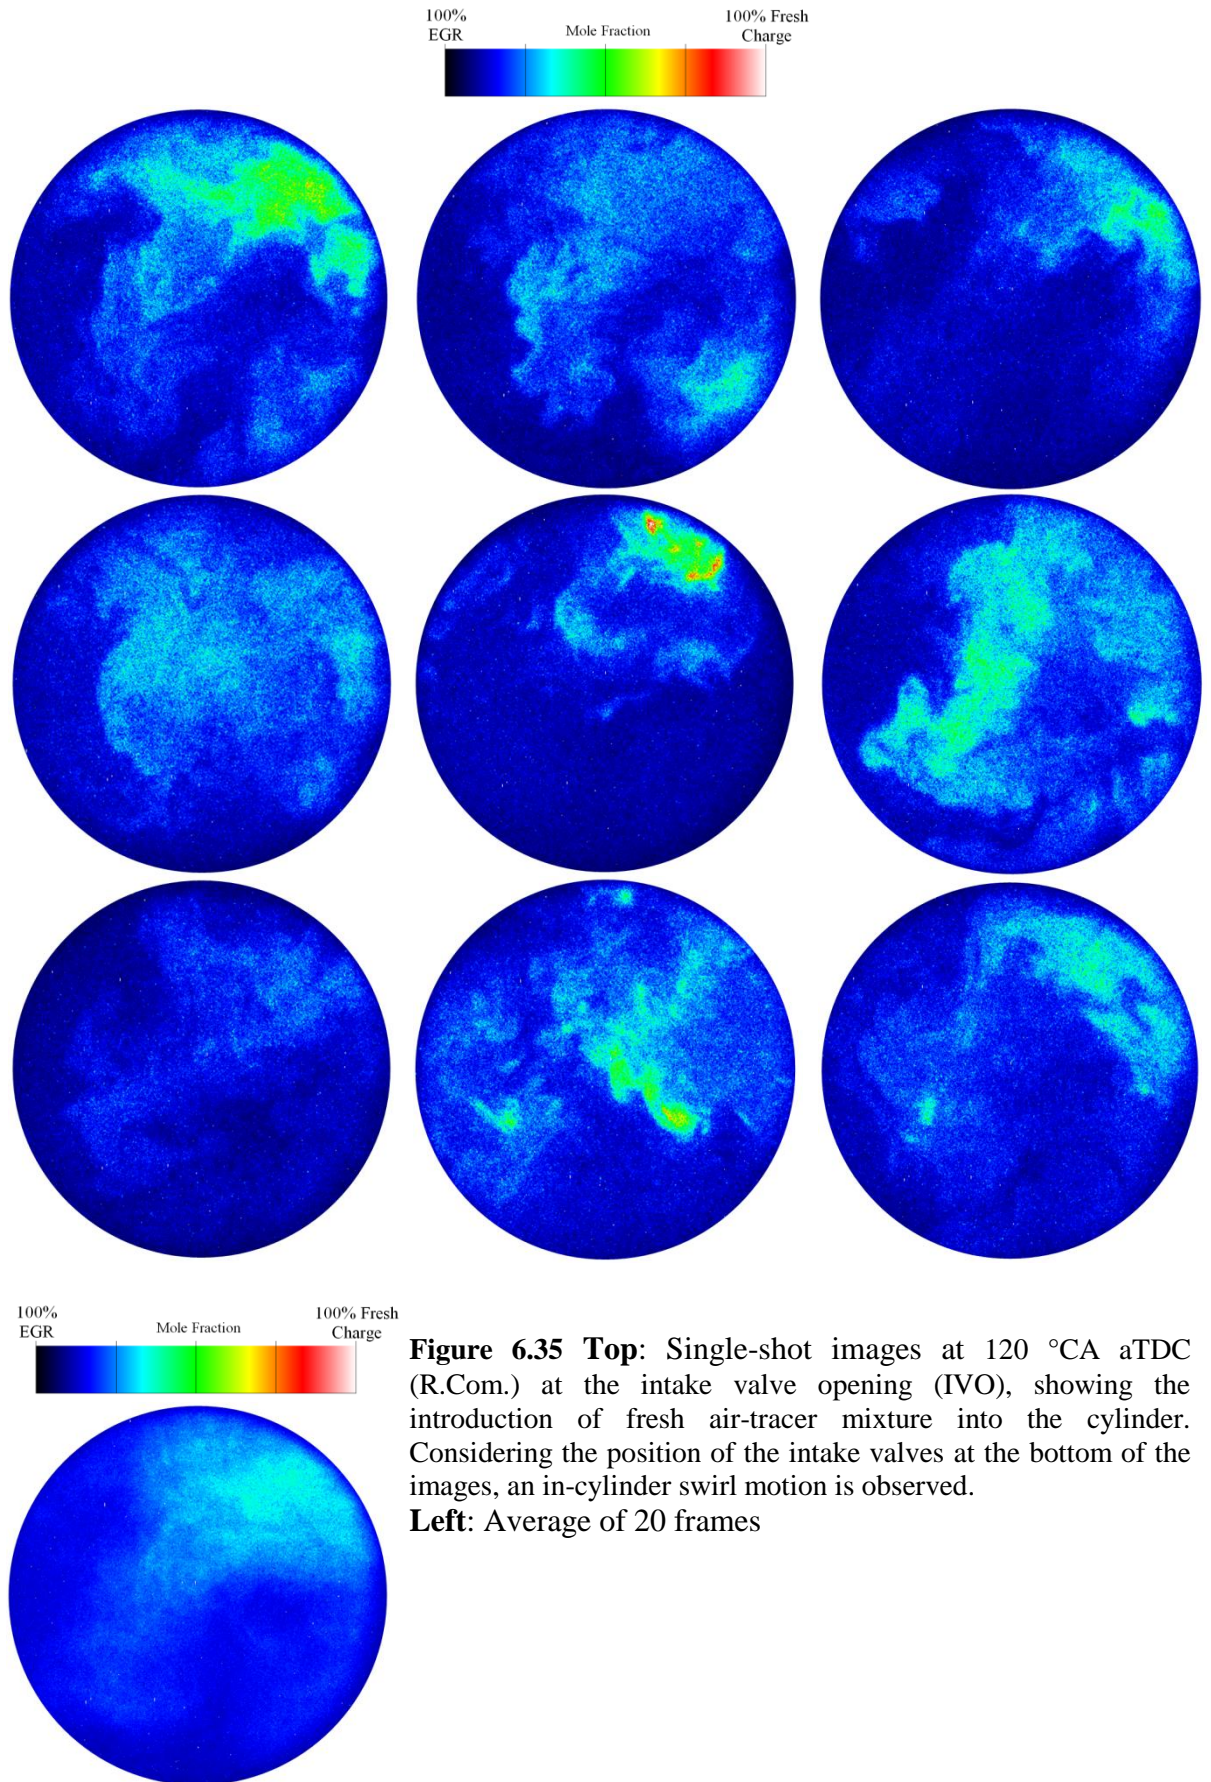 100%
EGR
Mole Fraction
100% Fresh
Charge
100%
EGR
Mole Fraction
100% Fresh
Charge
Figure 6.35 Top: Single-shot images at 120 °CA aTDC
(R.Com.) at the intake valve opening (IVO), showing the
introduction of fresh air-tracer mixture into the cylinder.
Considering the position of the intake valves at the bottom of the
images, an in-cylinder swirl motion is observed.
Left: Average of 20 frames